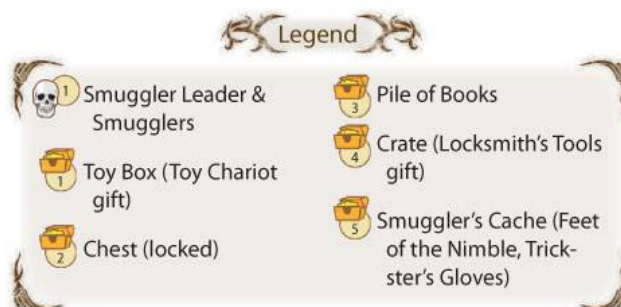 Legend
1 Smuggler Leader &
Smugglers
1 Toy Box (Toy Chariot
gift)
2 Chest (locked)
3 Pile of Books
4 Crate (Locksmith's Tools
gift)
5 Smuggler's Cache (Feet
of the Nimble, Trick-
ster's Gloves)